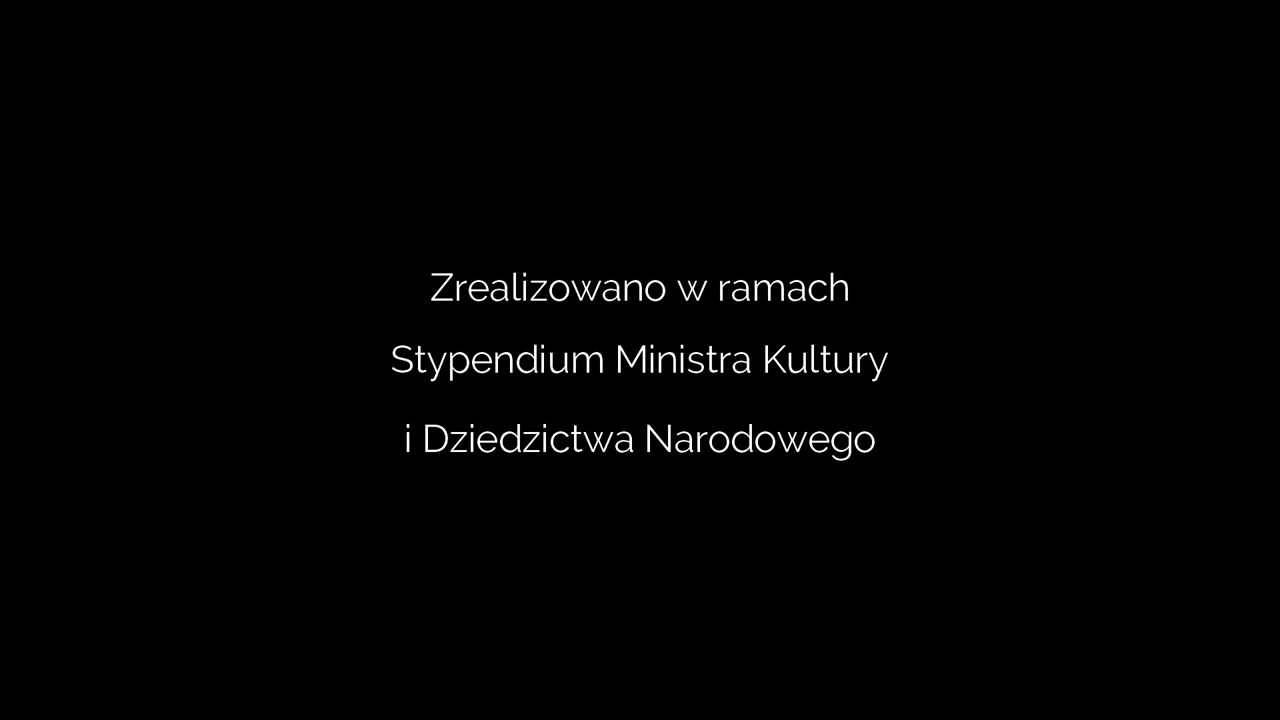 Zrealizowano w ramach
Stypendium Ministra Kultury
i Dziedzictwa Narodowego